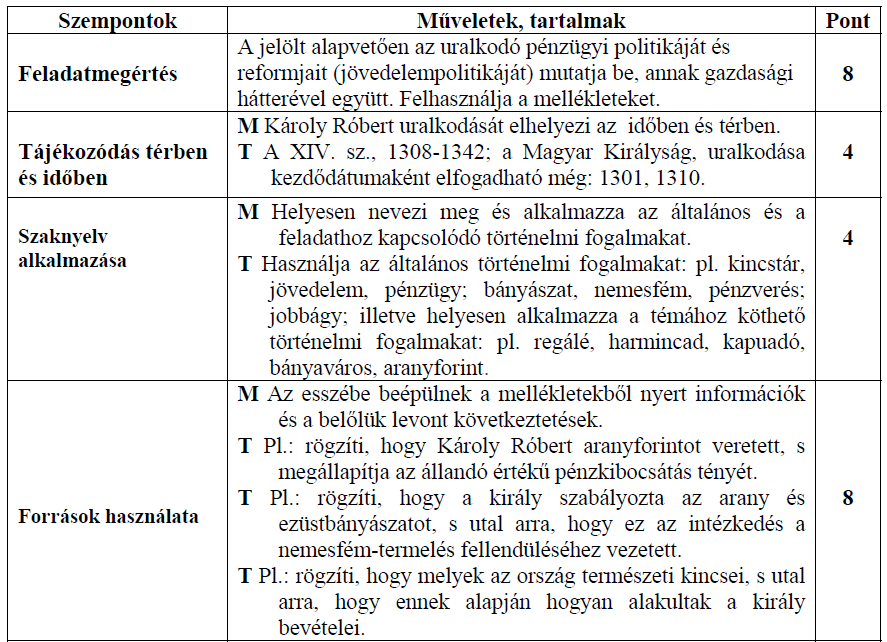 Szempontok Műveletek, tartalmak Pont
Feladatmegértés
A jelölt alapvetően az uralkodó pénzügyi politikáját és
reformjait (jövedelempolitikáját) mutatja be, annak gazdasági
hátterével együtt. Felhasználja a mellékleteket.
8
Tájékozódás térben
és időben
M Károly Róbert uralkodását elhelyezi az időben és térben.
T A XIV. sz., 1308-1342; a Magyar Királyság, uralkodása
kezdődátumaként elfogadható még: 1301, 1310.
4
Szaknyelv
alkalmazása
M Helyesen nevezi meg és alkalmazza az általános és a
feladathoz kapcsolódó történelmi fogalmakat.
T Használja az általános történelmi fogalmakat: pl. kincstár,
jövedelem, pénzügy; bányászat, nemesfém, pénzverés;
jobbágy; illetve helyesen alkalmazza a témához köthető
történelmi fogalmakat: pl. regálé, harmincad, kapuadó,
bányaváros, aranyforint.
4
Források használata
M Az esszébe beépülnek a mellékletekből nyert információk
és a belőlük levont következtetések.
T Pl.: rögzíti, hogy Károly Róbert aranyforintot veretett, s
megállapítja az állandó értékű pénzkibocsátás tényét.
T Pl.: rögzíti, hogy a király szabályozta az arany és
ezüstbányászatot, s utal arra, hogy ez az intézkedés a
nemesfém-termelés fellendüléséhez vezetett.
T Pl.: rögzíti, hogy melyek az ország természeti kincsei, s utal
arra, hogy ennek alapján hogyan alakultak a király
bevételei.
8